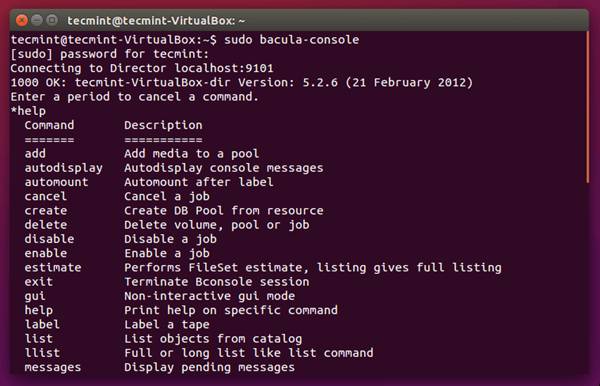 tecmint@tecmint-VirtualBox: ~
tecmint@tecmint-VirtualBox:~$ sudo bacula-console
[sudo] password for tecmint:
Connecting to Director localhost:9101
1000 OK: tecmint-VirtualBox-dir Version: 5.2.6 (21 February 2012)
Enter a period to cancel a command.
*help
  Command       Description
  =======       ===========
  add           Add media to a pool
  autodisplay   Autodisplay console messages
  automount     Automount after label
  cancel        Cancel a job
  create        Create DB Pool from resource
  delete        Delete volume, pool or job
  disable       Disable a job
  enable        Enable a job
  estimate      Performs FileSet estimate, listing gives full listing
  exit          Terminate Bconsole session
  gui           Non-interactive gui mode
  help          Print help on specific command
  label         Label a tape
  list          List objects from catalog
  llist         Full or long list like list command
  messages      Display pending messages